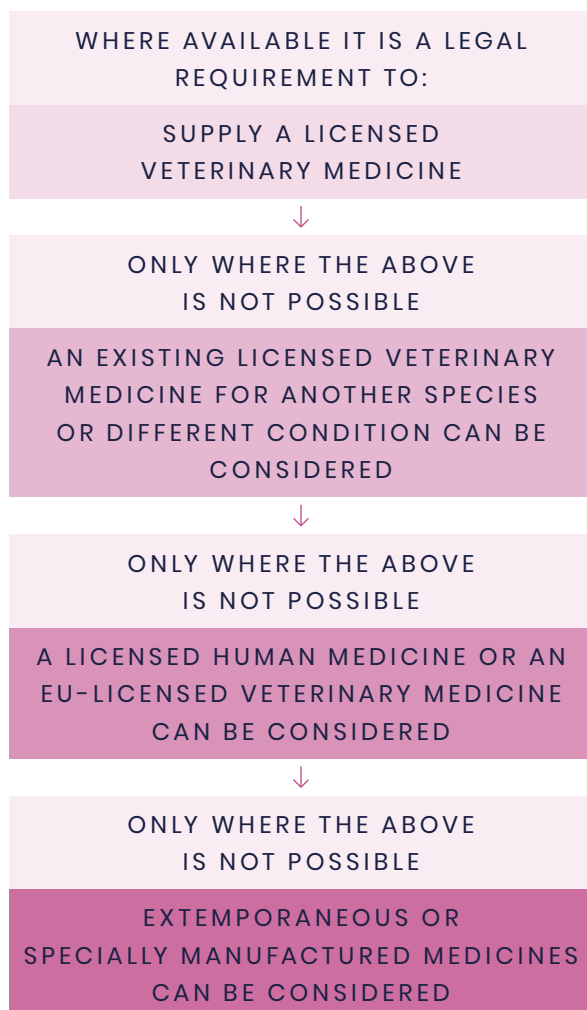 WHERE AVAILABLE IT IS A LEGAL
REQUIREMENT TO:
SUPPLY A LICENSED
VETERINARY MEDICINE
↓
ONLY WHERE THE ABOVE
IS NOT POSSIBLE
AN EXISTING LICENSED VETERINARY
MEDICINE FOR ANOTHER SPECIES
OR DIFFERENT CONDITION CAN BE
CONSIDERED
↓
ONLY WHERE THE ABOVE
IS NOT POSSIBLE
A LICENSED HUMAN MEDICINE OR AN
EU-LICENSED VETERINARY MEDICINE
CAN BE CONSIDERED
↓
ONLY WHERE THE ABOVE
IS NOT POSSIBLE
EXTEMPORANEOUS OR
SPECIALLY MANUFACTURED MEDICINES
CAN BE CONSIDERED